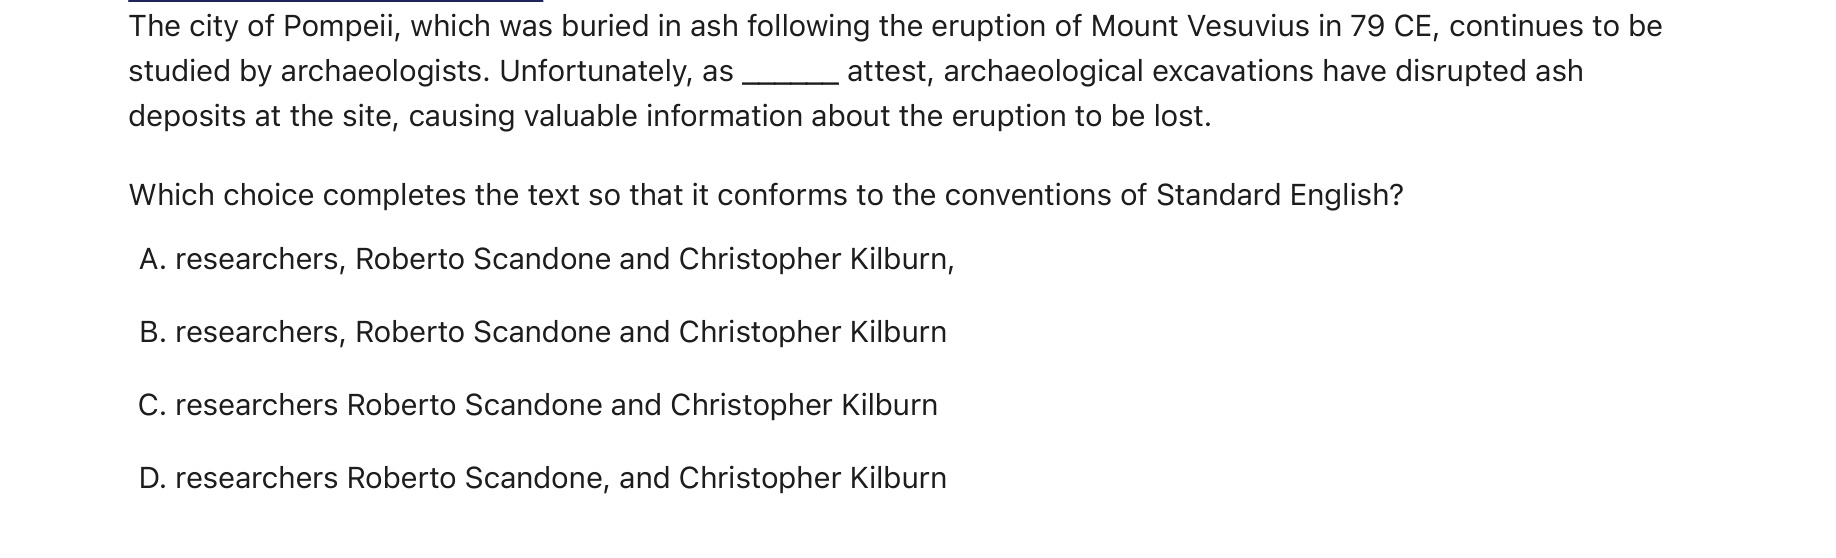 The city of Pompeii, which was buried in ash following the eruption of Mount Vesuvius in 79 CE, continues to be
studied by archaeologists. Unfortunately, as ______ attest, archaeological excavations have disrupted ash
deposits at the site, causing valuable information about the eruption to be lost.
Which choice completes the text so that it conforms to the conventions of Standard English?
A. researchers, Roberto Scandone and Christopher Kilburn,
B. researchers, Roberto Scandone and Christopher Kilburn
C. researchers Roberto Scandone and Christopher Kilburn
D. researchers Roberto Scandone, and Christopher Kilburn